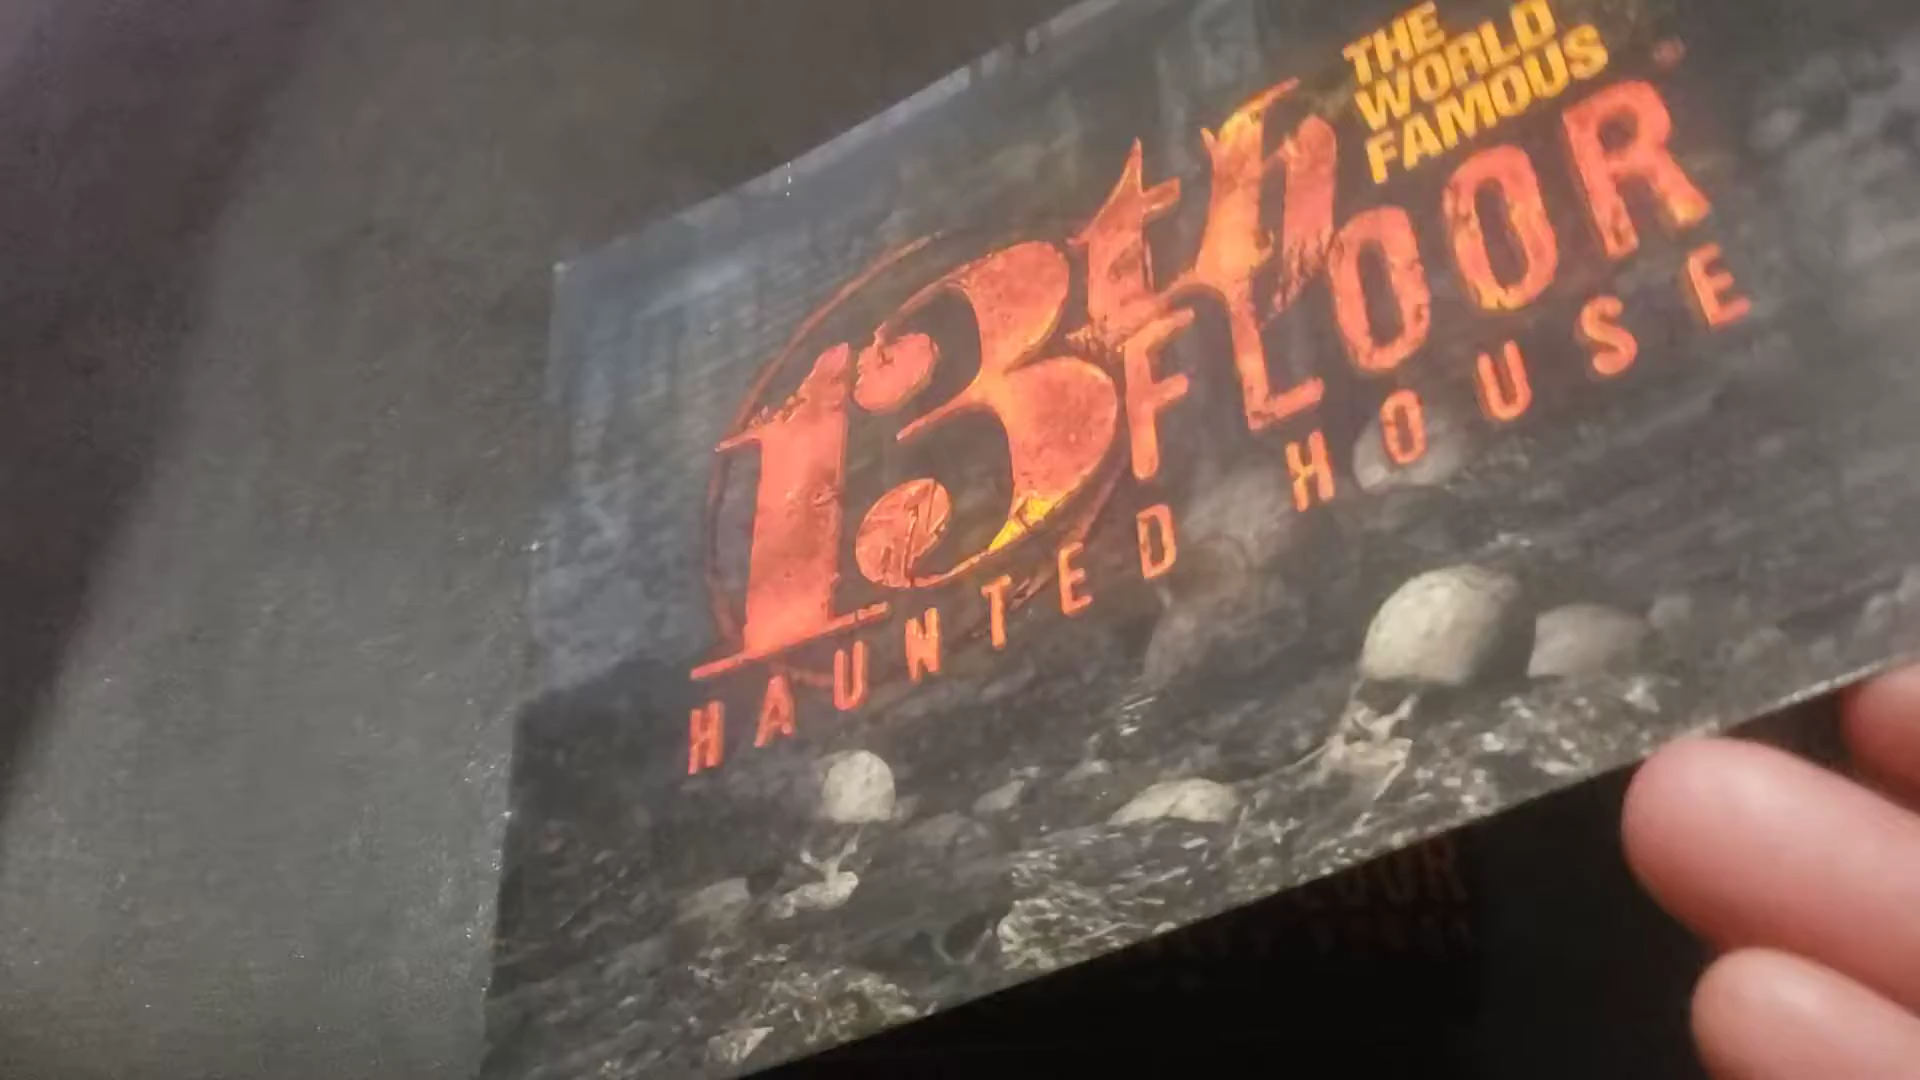 THE
WORLD
FAMOUS
13th
FLOOR
HAUNTED HOUSE